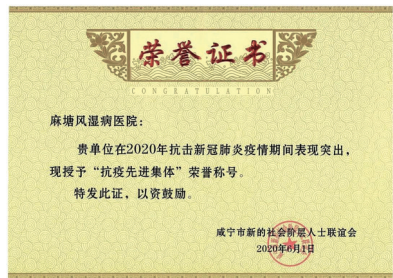 荣誉证书
CONGRATULATION
麻塘风湿病医院：
贵单位在2020年抗击新冠肺炎疫情期间表现突出，
现授予“抗疫先进集体”荣誉称号。
特发此证，以资鼓励。
咸宁市新的社会阶层人士联谊会
2020年6月1日